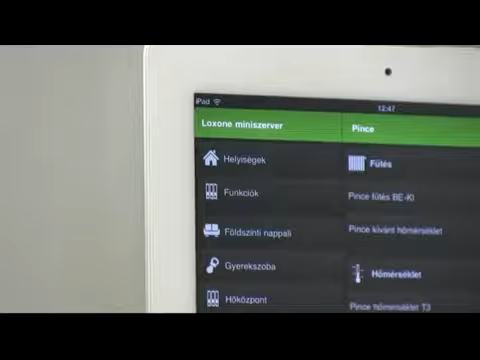 iPad
12:47
Loxone miniszerver
Pince
Helyiségek
Fűtés
Funkciók
Pince fűtés BE-KI
Földszinti nappali
Pince kívánt hőmérséklet
Gyerekszoba
Hőmérséklet
Hőközpont
Pince hőmérséklet T3